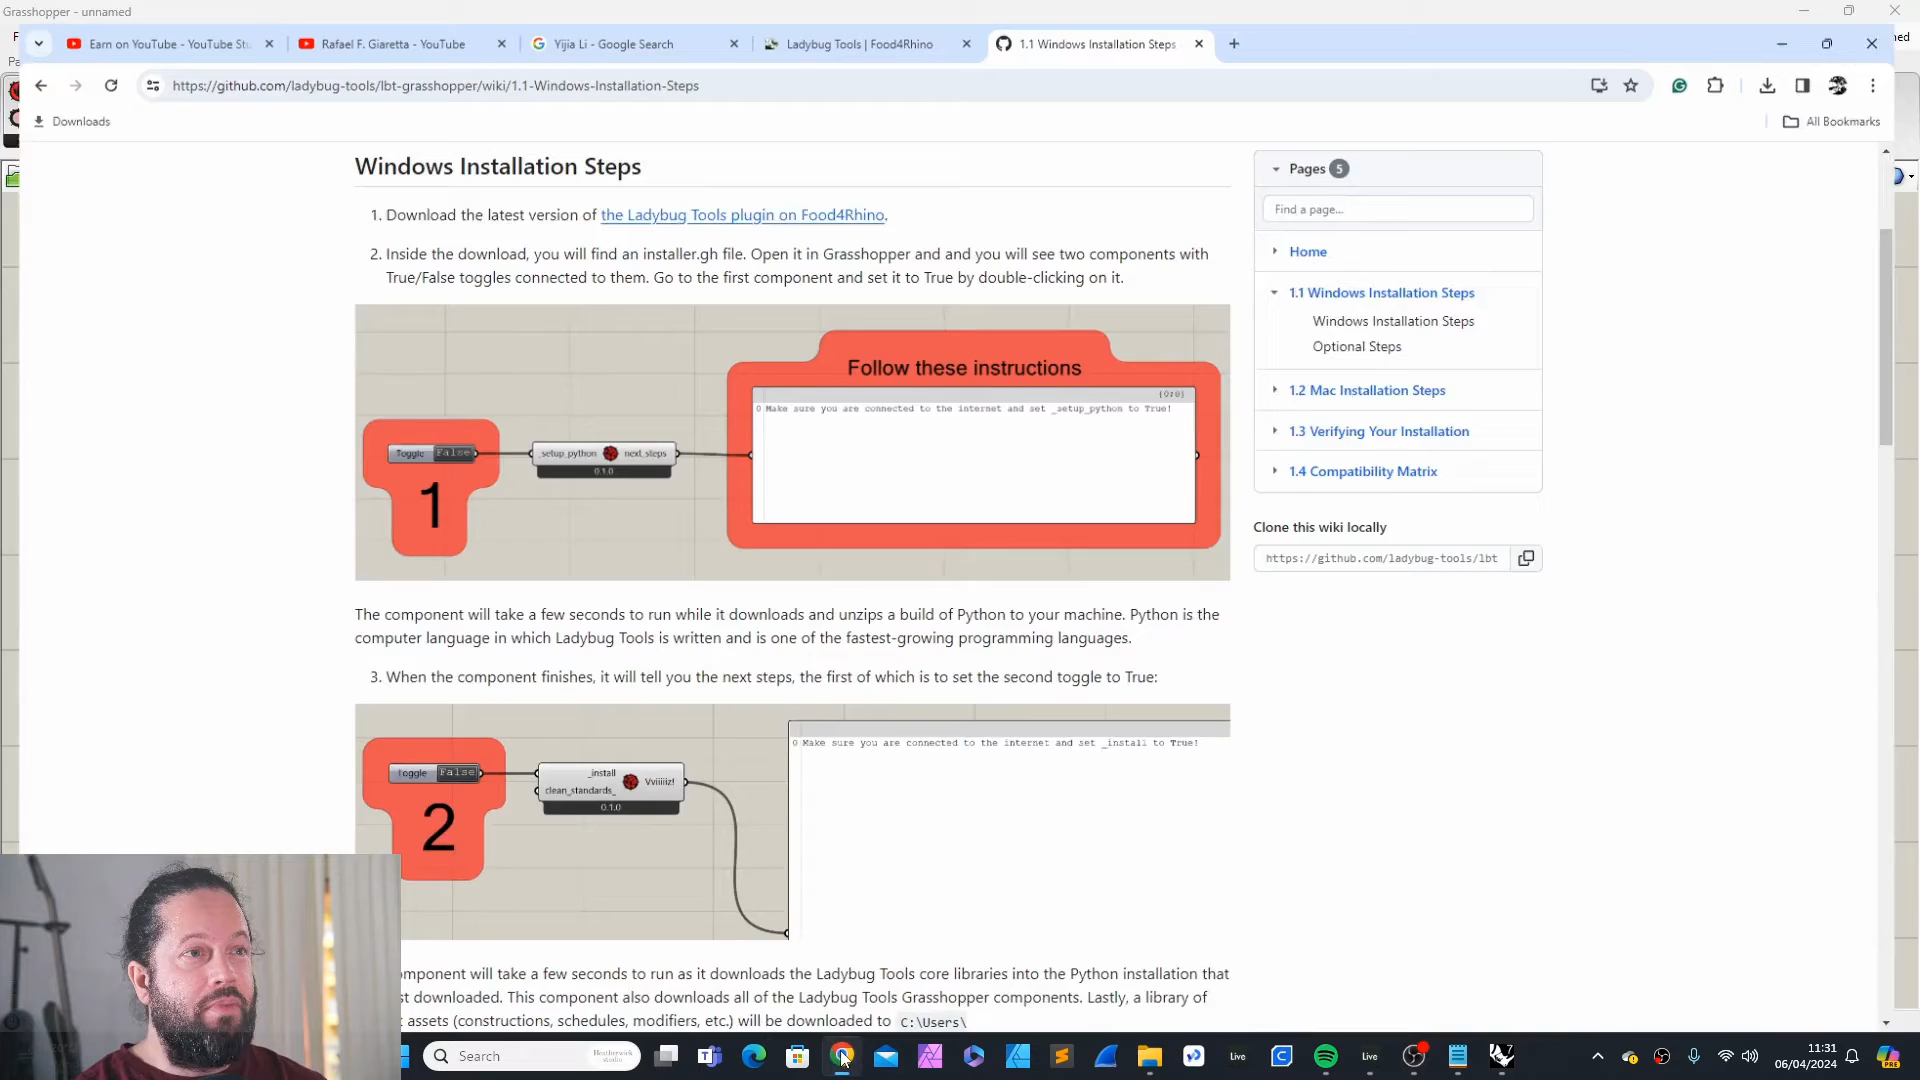 Grasshopper - unnamed
Earn on YouTube - YouTube Stu
Rafael F. Giaretta - YouTube
Yijia Li - Google Search
Ladybug Tools | Food4Rhino
1.1 Windows Installation Steps
https://github.com/ladybug-tools/lbt-grasshopper/wiki/1.1-Windows-Installation-Steps
Downloads
All Bookmarks
Windows Installation Steps
1. Download the latest version of the Ladybug Tools plugin on Food4Rhino.
2. Inside the download, you will find an installer.gh file. Open it in Grasshopper and and you will see two components with
True/False toggles connected to them. Go to the first component and set it to True by double-clicking on it.
Follow these instructions
{0;0}
0 Make sure you are connected to the internet and set _setup_python to True!
Toggle False
_setup_python next_steps
0.1.0
1
The component will take a few seconds to run while it downloads and unzips a build of Python to your machine. Python is the
computer language in which Ladybug Tools is written and is one of the fastest-growing programming languages.
3. When the component finishes, it will tell you the next steps, the first of which is to set the second toggle to True:
0 Make sure you are connected to the internet and set _install to True!
Toggle False
_install
clean_standards_
Vviiiiz!
0.1.0
2
omponent will take a few seconds to run as it downloads the Ladybug Tools core libraries into the Python installation that
st downloaded. This component also downloads all of the Ladybug Tools Grasshopper components. Lastly, a library of
assets (constructions, schedules, modifiers, etc.) will be downloaded to C:\Users\
Pages 5
Find a page...
Home
1.1 Windows Installation Steps
Windows Installation Steps
Optional Steps
1.2 Mac Installation Steps
1.3 Verifying Your Installation
1.4 Compatibility Matrix
Clone this wiki locally
https://github.com/ladybug-tools/lbt
Search
Heatherwick studio
Live
Live
11:31
06/04/2024
PRE